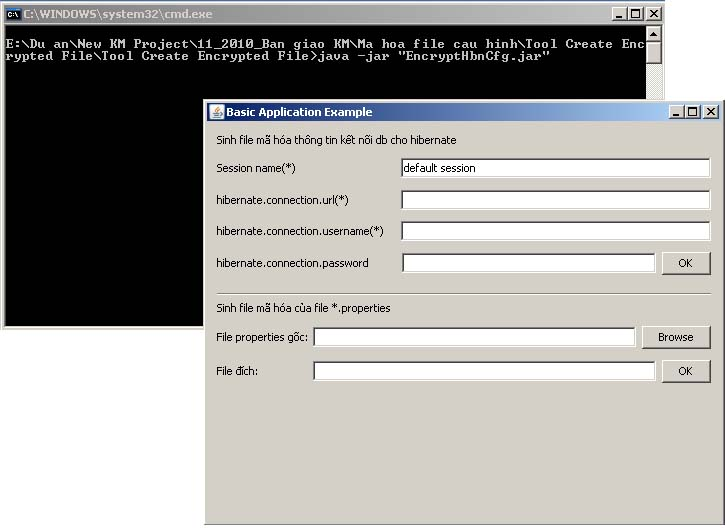 C:\WINDOWS\system32\cmd.exe
E:\Du an\New KM Project\11_2010_Ban giao KM\Ma hoa file cau hinh\Tool Create Enc
rypted File\Tool Create Encrypted File>java -jar "EncryptHbnCfg.jar"
Basic Application Example
Sinh file mã hóa thông tin kết nối db cho hibernate
Session name(*) default session
hibernate.connection.url(*)
hibernate.connection.username(*)
hibernate.connection.password OK
Sinh file mã hóa của file *.properties
File properties gốc: Browse
File đích: OK